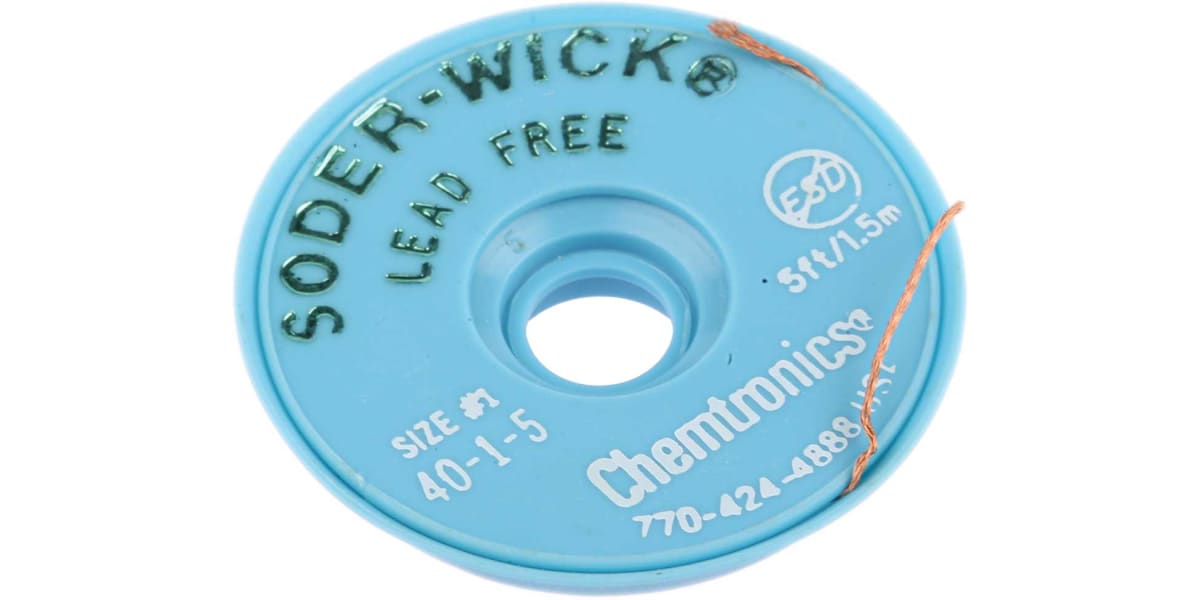 SODER-WICK®
LEAD FREE
ESD
5ft/1.5m
SIZE #1
40-1-5
Chemtronics®
770-424-4888